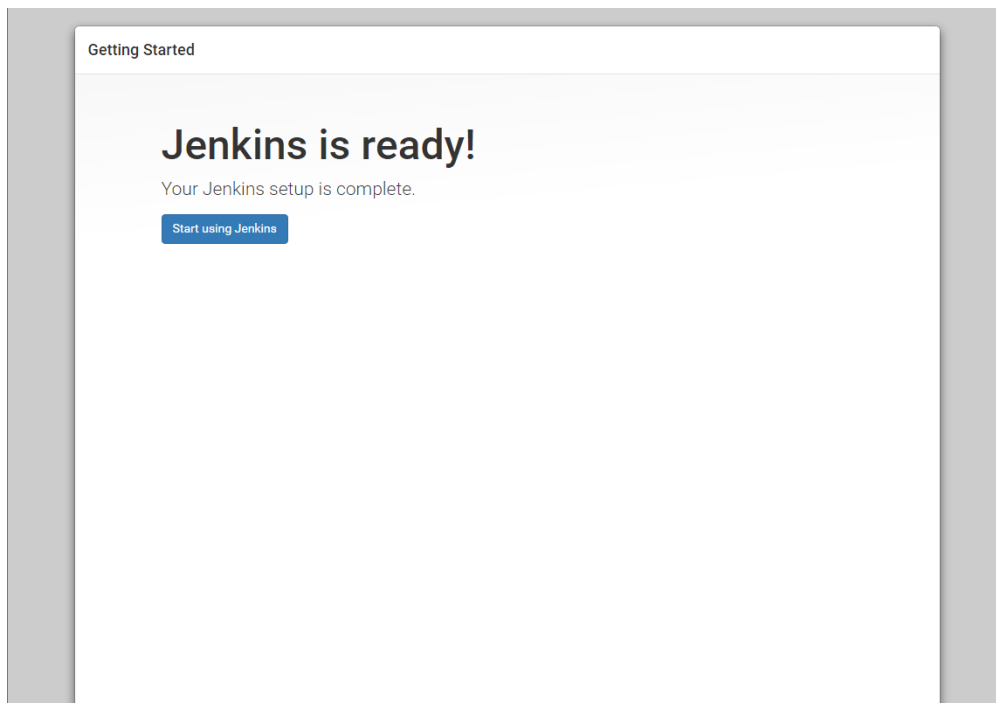 Getting Started
Jenkins is ready!
Your Jenkins setup is complete.
Start using Jenkins